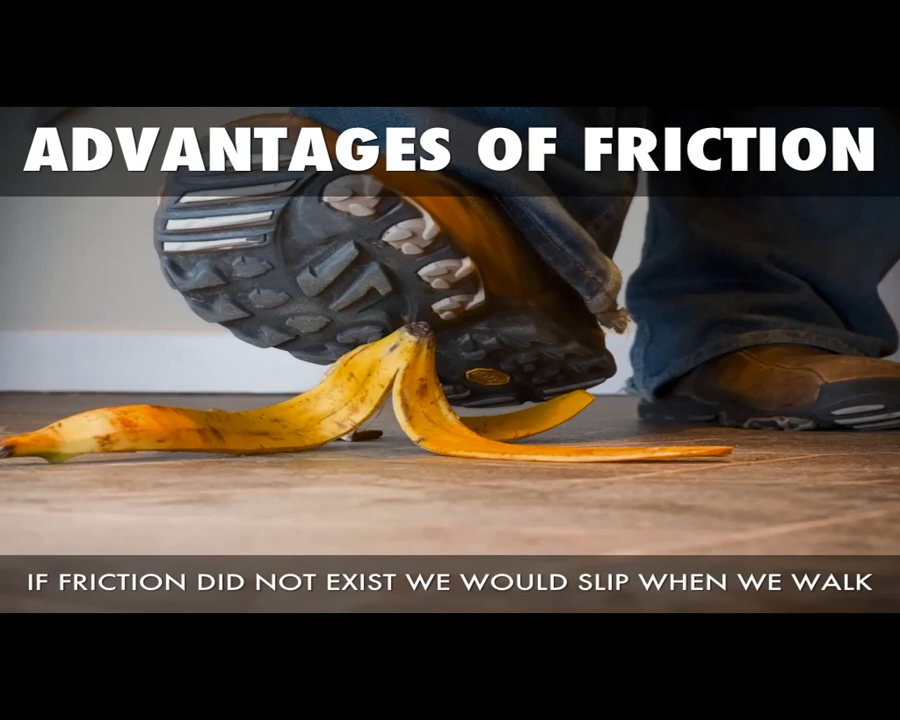 ADVANTAGES OF FRICTION
IF FRICTION DID NOT EXIST WE WOULD SLIP WHEN WE WALK